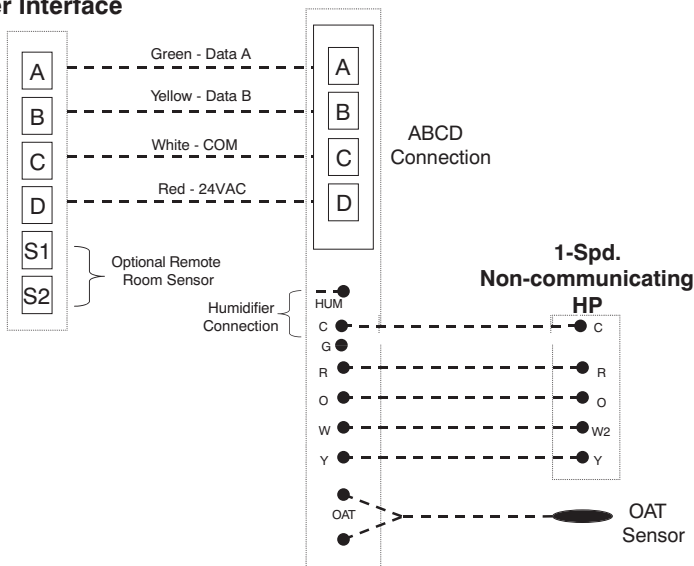 Interface
A
B
C
D
S1
S2
Green - Data A
Yellow - Data B
White - COM
Red - 24VAC
Optional Remote
Room Sensor
A
B
C
D
ABCD
Connection
Humidifier
Connection
HUM
C
G
R
O
W
Y
OAT
1-Spd.
Non-communicating
HP
C
R
O
W2
Y
OAT
Sensor